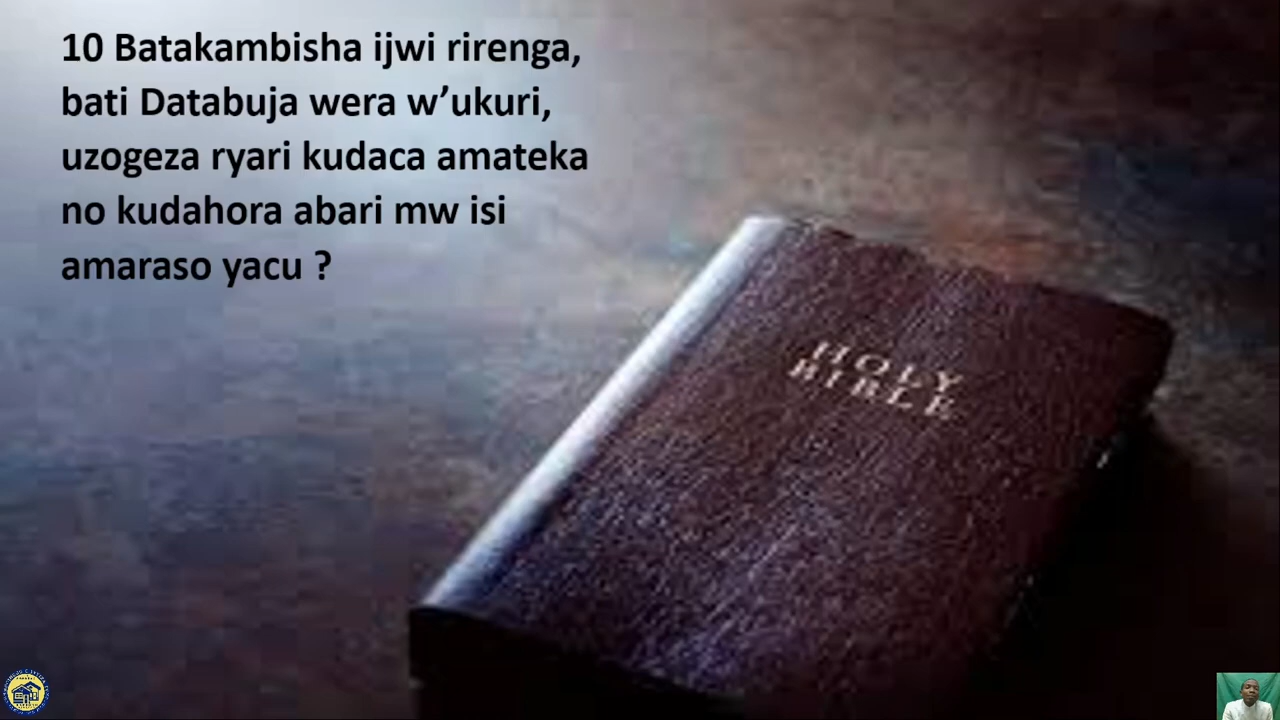 10 Batakambisha ijwi rirenga,
bati Databuja wera w’ukuri,
uzogeza ryari kudaca amateka
no kudahora abari mw isi
amaraso yacu ?
HOLY
BIBLE